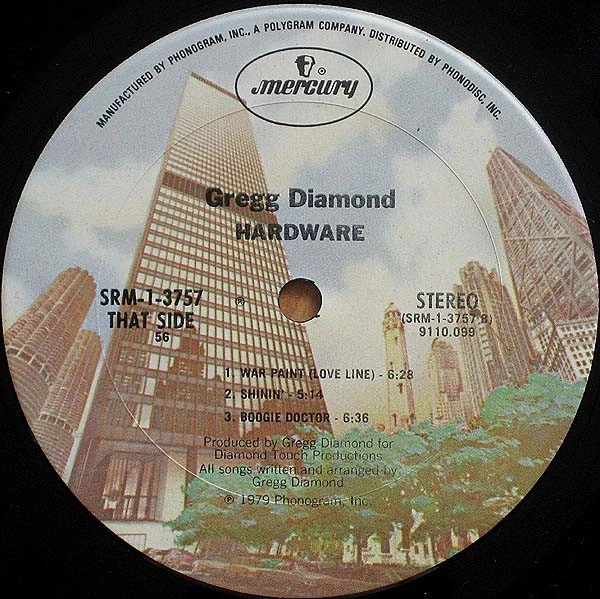 MANUFACTURED BY PHONOGRAM, INC., A POLYGRAM COMPANY. DISTRIBUTED BY PHONODISC, INC.
mercury
Gregg Diamond
HARDWARE
SRM-1-3757
THAT SIDE
56
℗
STEREO
(SRM-1-3757 B)
9110.099
1. WAR PAINT (LOVE LINE) - 6:28
2. SHININ' - 5:14
3. BOOGIE DOCTOR - 6:36
Produced by Gregg Diamond for
Diamond Touch Productions
All songs written and arranged by
Gregg Diamond
℗ 1979 Phonogram, Inc.